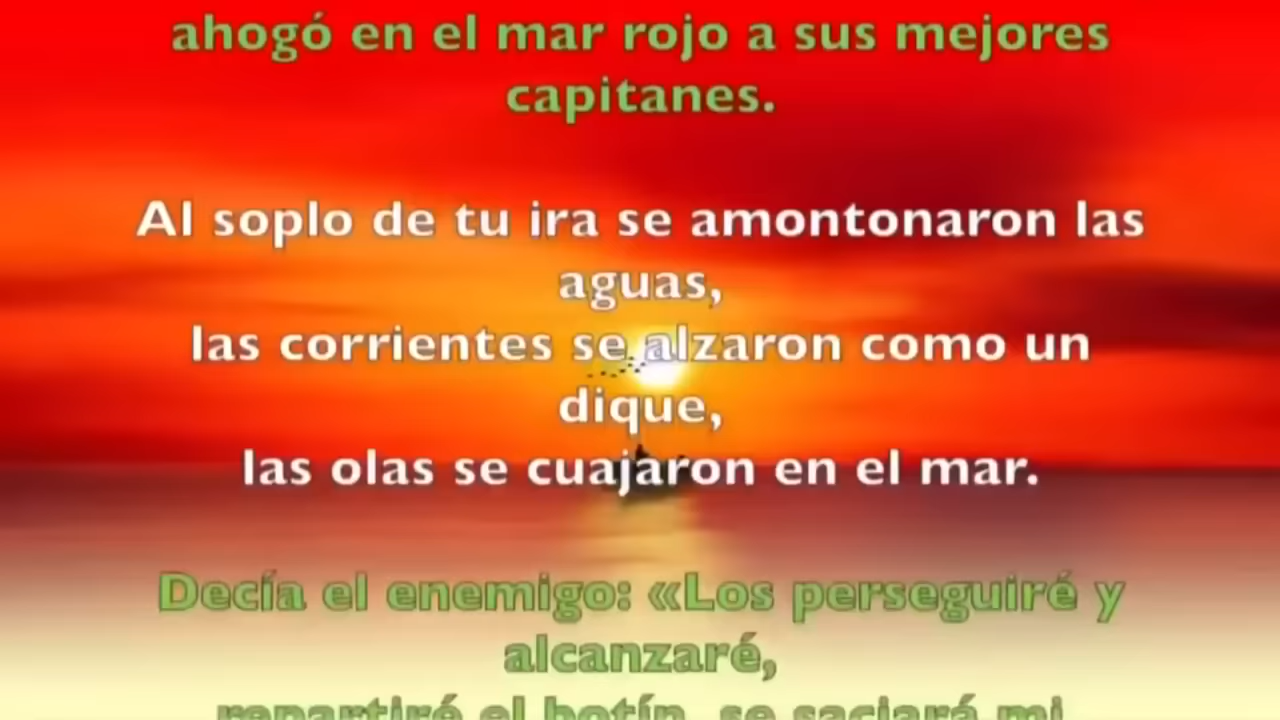 ahogó en el mar rojo a sus mejores
capitanes.
Al soplo de tu ira se amontonaron las
aguas,
las corrientes se alzaron como un
dique,
las olas se cuajaron en el mar.
Decía el enemigo: «Los perseguiré y
alcanzaré,
repartiré el botín, se saciará mi